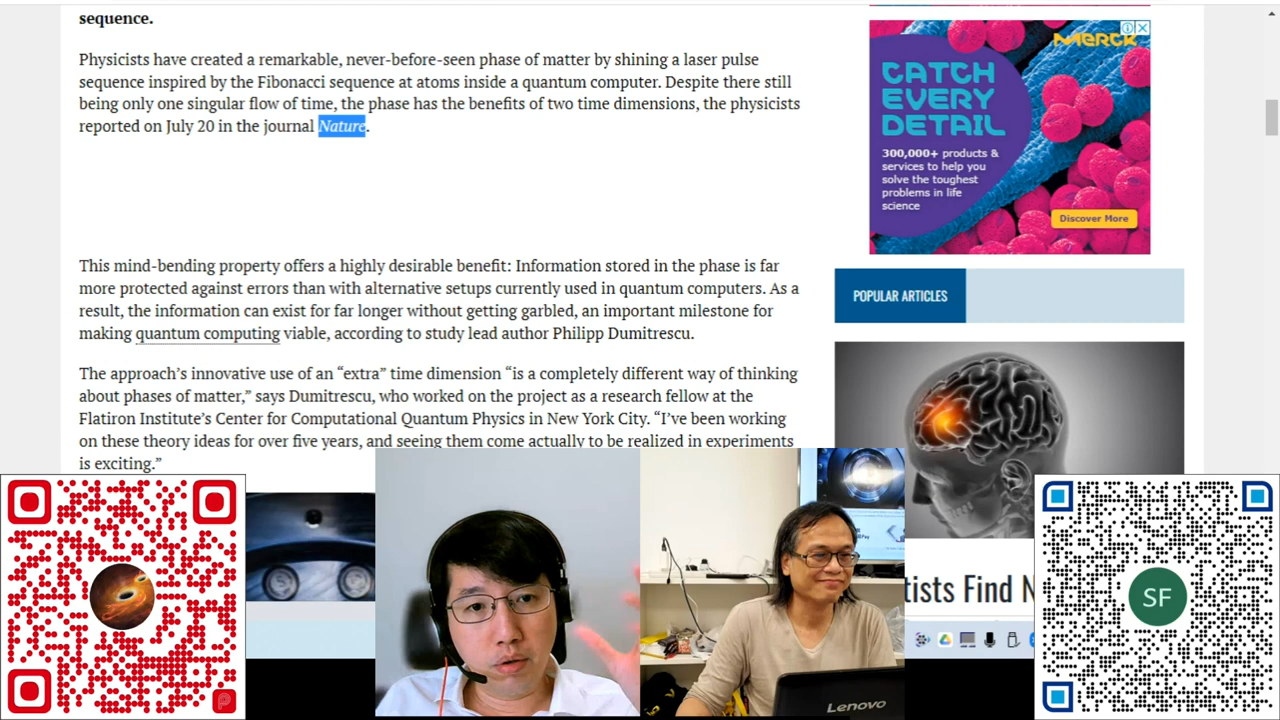 sequence.
Physicists have created a remarkable, never-before-seen phase of matter by shining a laser pulse
sequence inspired by the Fibonacci sequence at atoms inside a quantum computer. Despite there still
being only one singular flow of time, the phase has the benefits of two time dimensions, the physicists
reported on July 20 in the journal Nature.
This mind-bending property offers a highly desirable benefit: Information stored in the phase is far
more protected against errors than with alternative setups currently used in quantum computers. As a
result, the information can exist for far longer without getting garbled, an important milestone for
making quantum computing viable, according to study lead author Philipp Dumitrescu.
The approach’s innovative use of an “extra” time dimension “is a completely different way of thinking
about phases of matter,” says Dumitrescu, who worked on the project as a research fellow at the
Flatiron Institute’s Center for Computational Quantum Physics in New York City. “I’ve been working
on these theory ideas for over five years, and seeing them come actually to be realized in experiments
is exciting.”
MERCK
CATCH
EVERY
DETAIL
300,000+ products &
services to help you
solve the toughest
problems in life
science
Discover More
POPULAR ARTICLES
tists Find N
SF
Lenovo